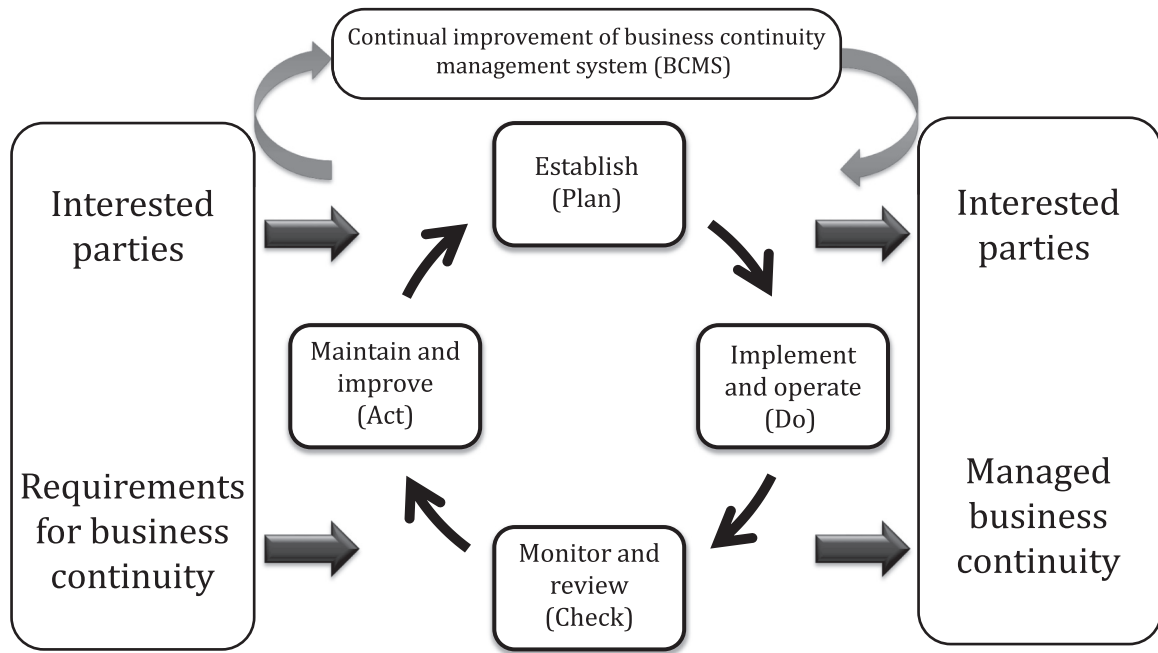 Continual improvement of business continuity
management system (BCMS)
Interested
parties
Requirements
for business
continuity
Establish
(Plan)
Implement
and operate
(Do)
Monitor and
review
(Check)
Maintain and
improve
(Act)
Interested
parties
Managed
business
continuity